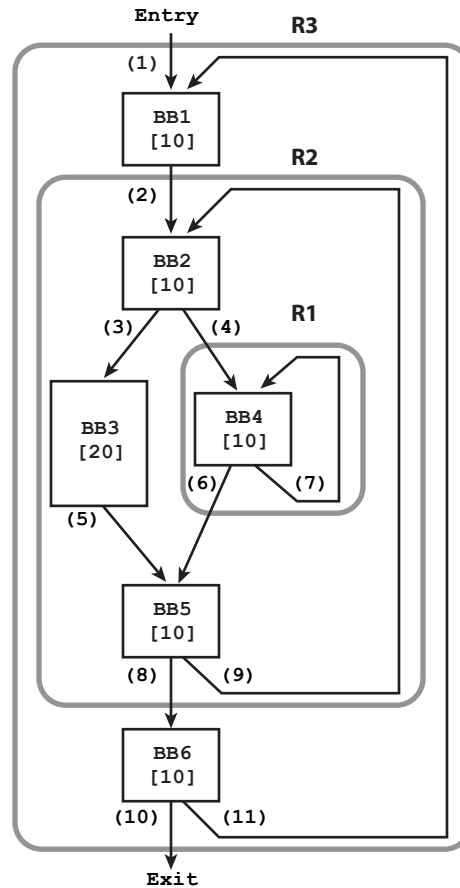 Entry
R3
(1)
BB1
[10]
R2
(2)
BB2
[10]
(3)
(4)
R1
BB3
[20]
BB4
[10]
(6)
(7)
(5)
BB5
[10]
(8)
(9)
BB6
[10]
(10)
(11)
Exit